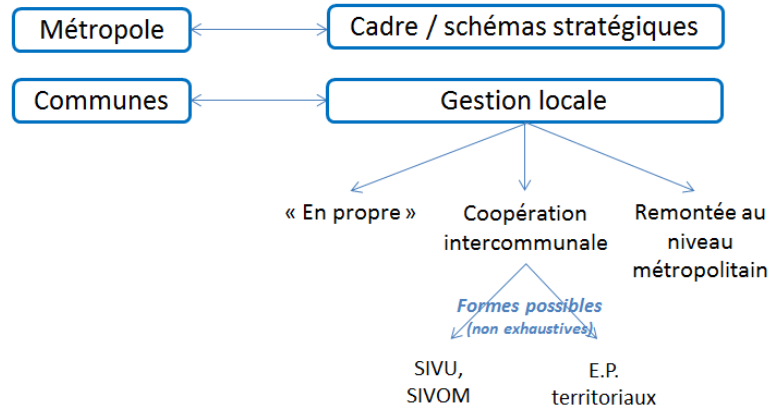 Métropole
Cadre / schémas stratégiques
Communes
Gestion locale
« En propre »
Coopération
intercommunale
Remontée au
niveau
métropolitain
Formes possibles
(non exhaustives)
SIVU,
SIVOM
E.P.
territoriaux